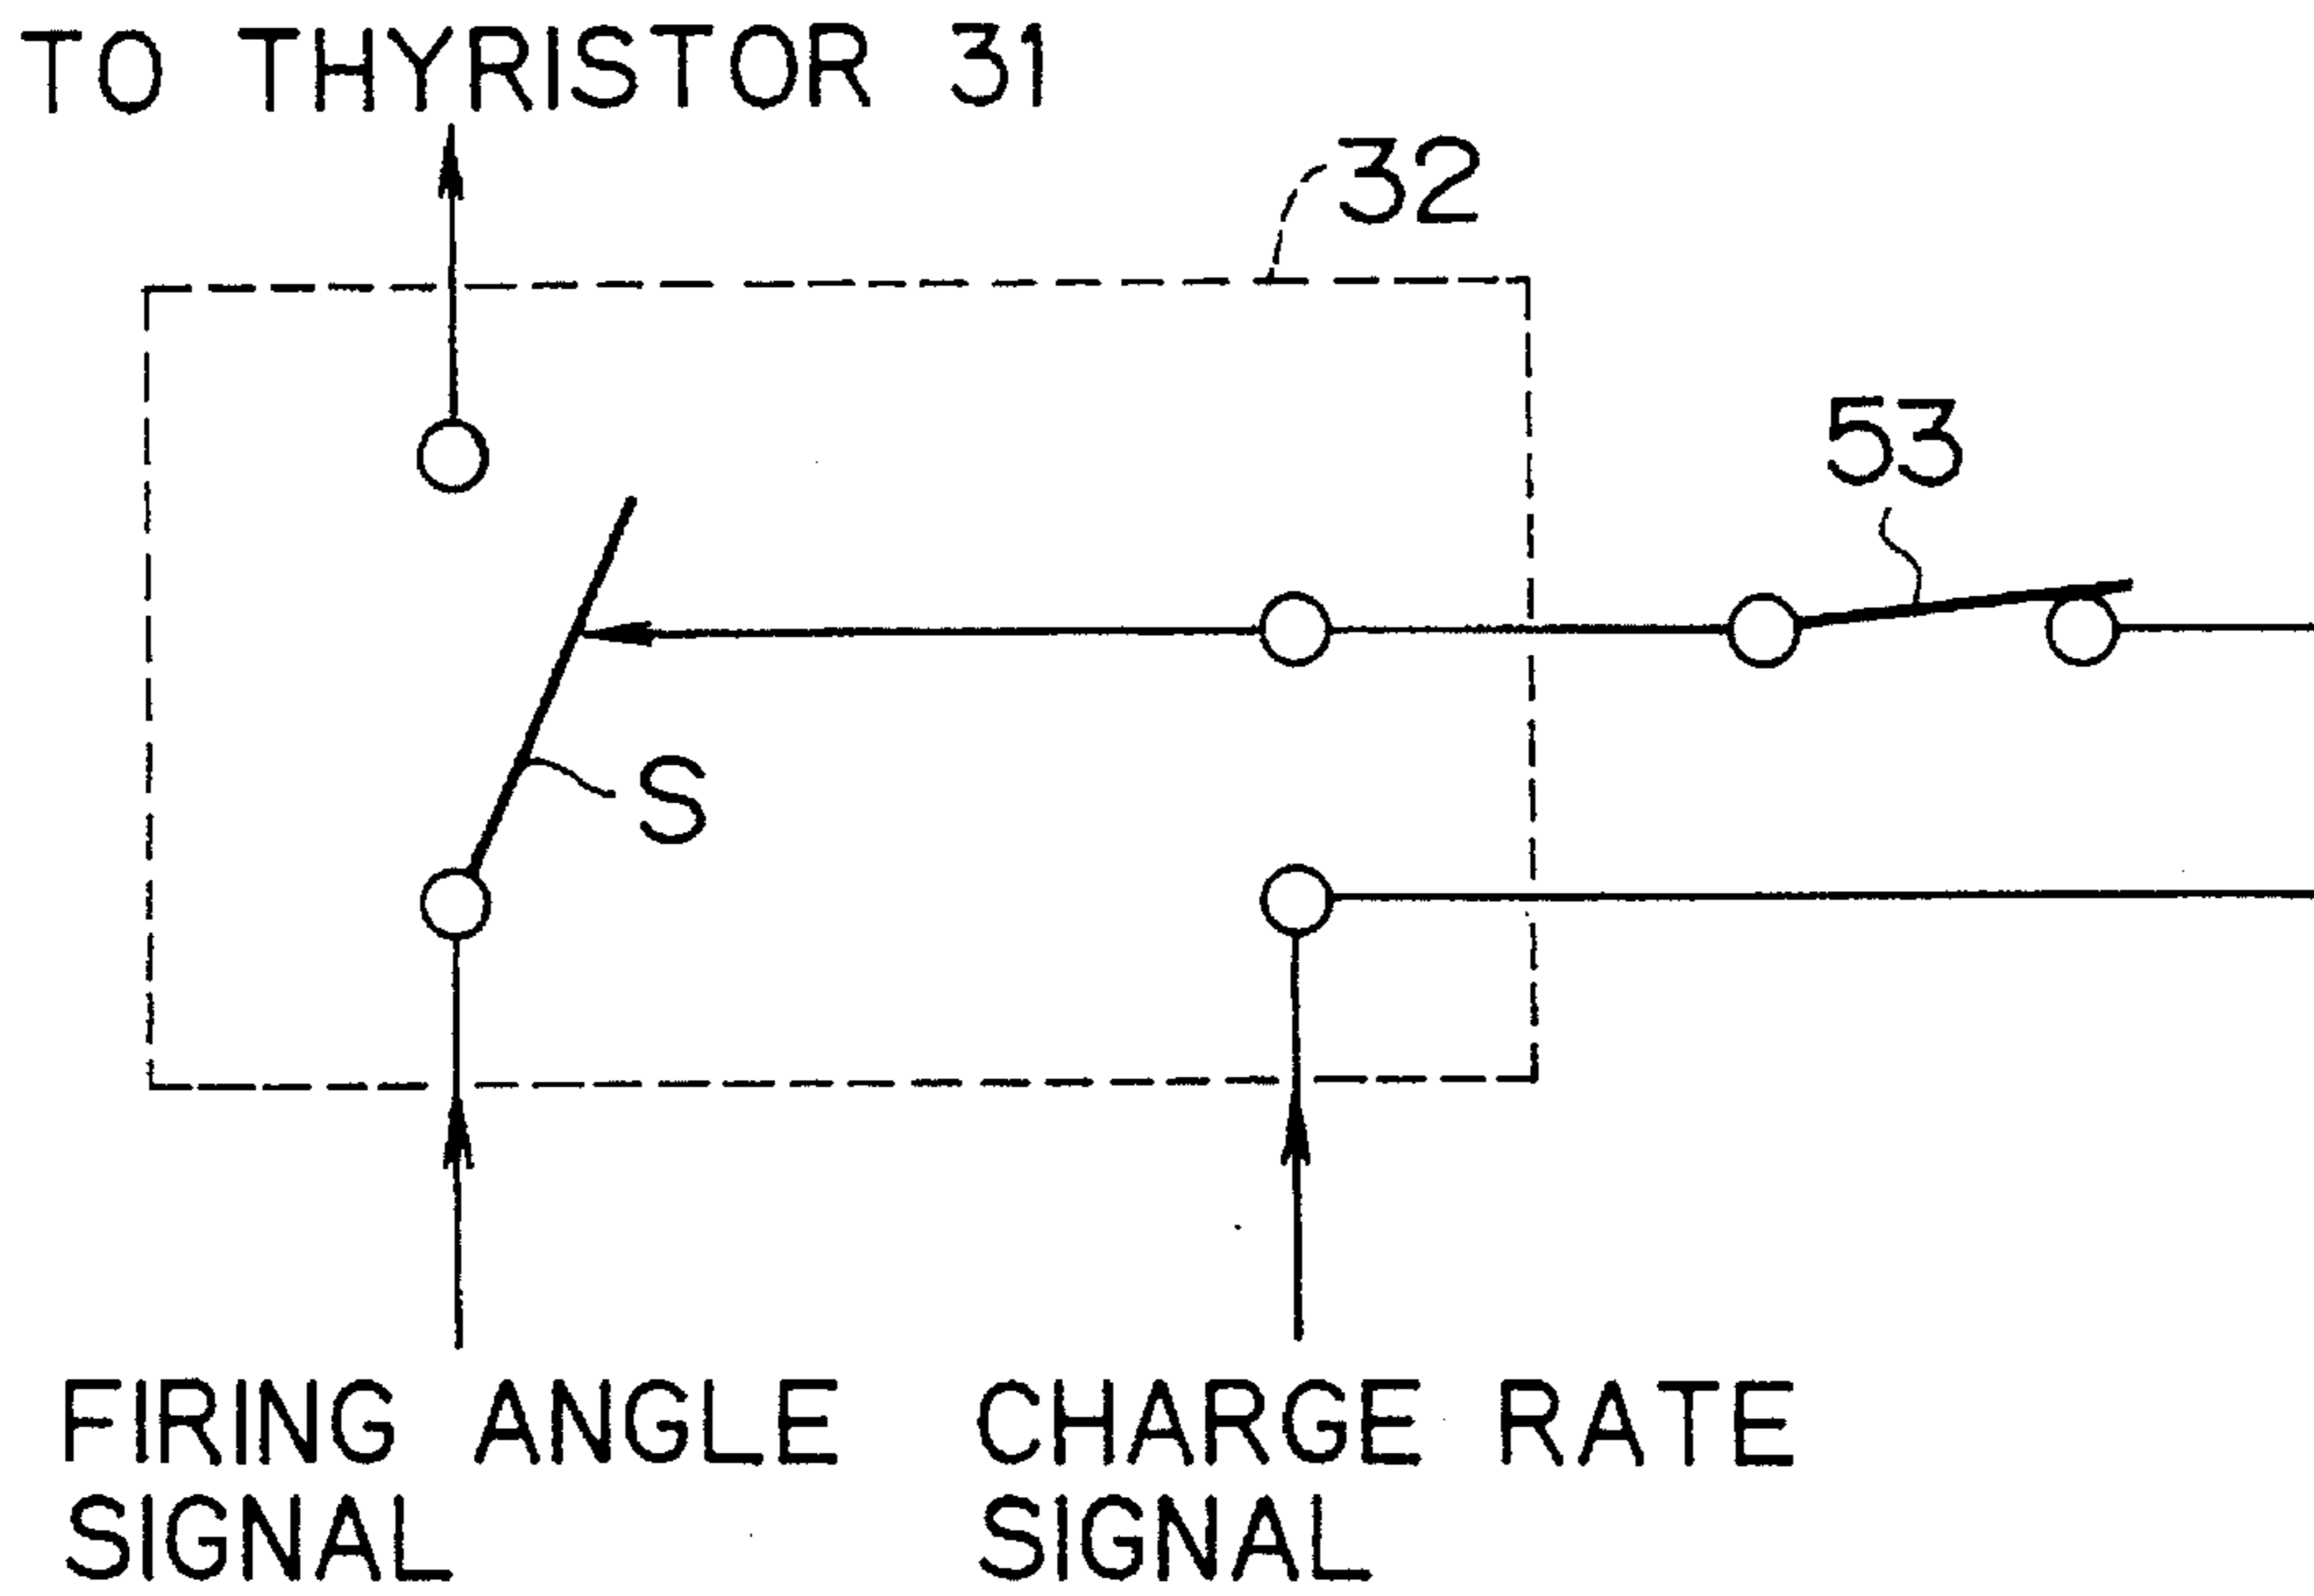 TO THYRISTOR 31
32
53
S
FIRING ANGLE
SIGNAL
CHARGE RATE
SIGNAL